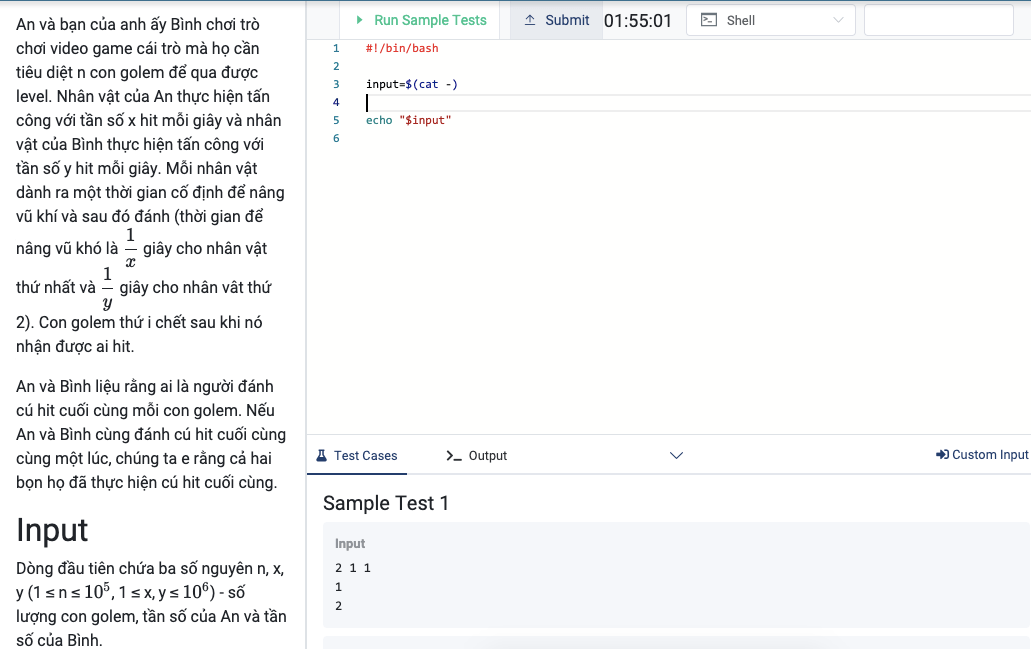 An và bạn của anh ấy Bình chơi trò
chơi video game cái trò mà họ cần
tiêu diệt n con golem để qua được
level. Nhân vật của An thực hiện tấn
công với tần số x hit mỗi giây và nhân
vật của Bình thực hiện tấn công với
tần số y hit mỗi giây. Mỗi nhân vật
dành ra một thời gian cố định để nâng
vũ khí và sau đó đánh (thời gian để
nâng vũ khó là 1/x giây cho nhân vật
thứ nhất và 1/y giây cho nhân vât thứ
2). Con golem thứ i chết sau khi nó
nhận được ai hit.
An và Bình liệu rằng ai là người đánh
cú hit cuối cùng mỗi con golem. Nếu
An và Bình cùng đánh cú hit cuối cùng
cùng một lúc, chúng ta e rằng cả hai
bọn họ đã thực hiện cú hit cuối cùng.
Input
Dòng đầu tiên chứa ba số nguyên n, x,
y (1 ≤ n ≤ 10⁵, 1 ≤ x, y ≤ 10⁶) - số
lượng con golem, tần số của An và tần
số của Bình.
Run Sample Tests Submit 01:55:01 Shell
1 #!/bin/bash
2
3 input=$(cat -)
4
5 echo "$input"
6
Test Cases Output Custom Input
Sample Test 1
Input
2 1 1
1
2